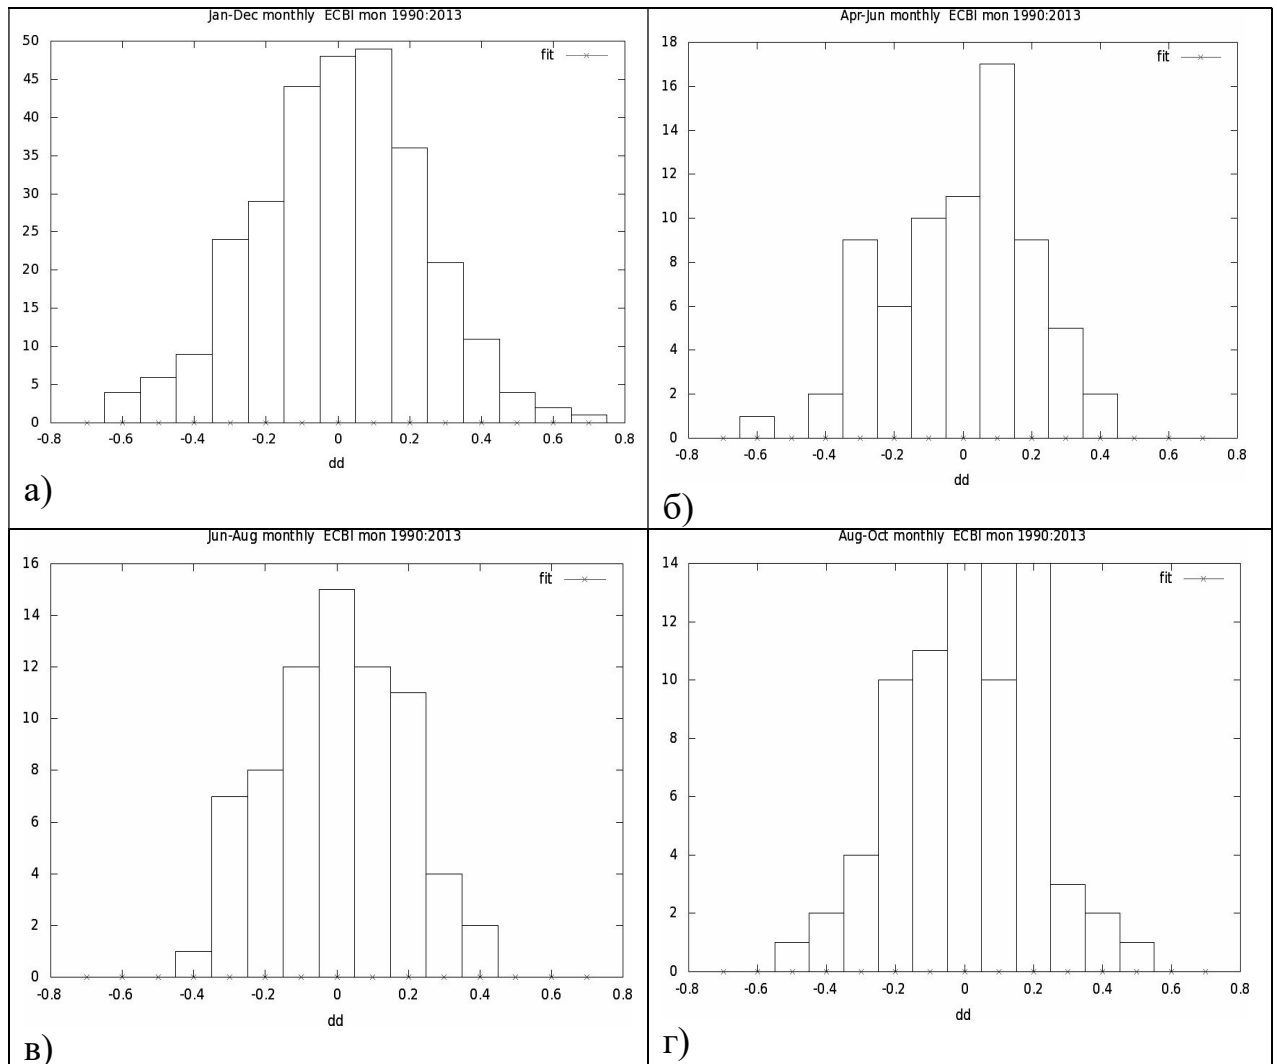 Jan-Dec monthly ECBI mon 1990:2013
fit
50
45
40
35
30
25
20
15
10
5
0
-0.8 -0.6 -0.4 -0.2 0 0.2 0.4 0.6 0.8
dd
а)
Apr-Jun monthly ECBI mon 1990:2013
fit
18
16
14
12
10
8
6
4
2
0
-0.8 -0.6 -0.4 -0.2 0 0.2 0.4 0.6 0.8
dd
б)
Jun-Aug monthly ECBI mon 1990:2013
fit
16
14
12
10
8
6
4
2
0
-0.8 -0.6 -0.4 -0.2 0 0.2 0.4 0.6 0.8
dd
в)
Aug-Oct monthly ECBI mon 1990:2013
fit
14
12
10
8
6
4
2
0
-0.8 -0.6 -0.4 -0.2 0 0.2 0.4 0.6 0.8
dd
г)